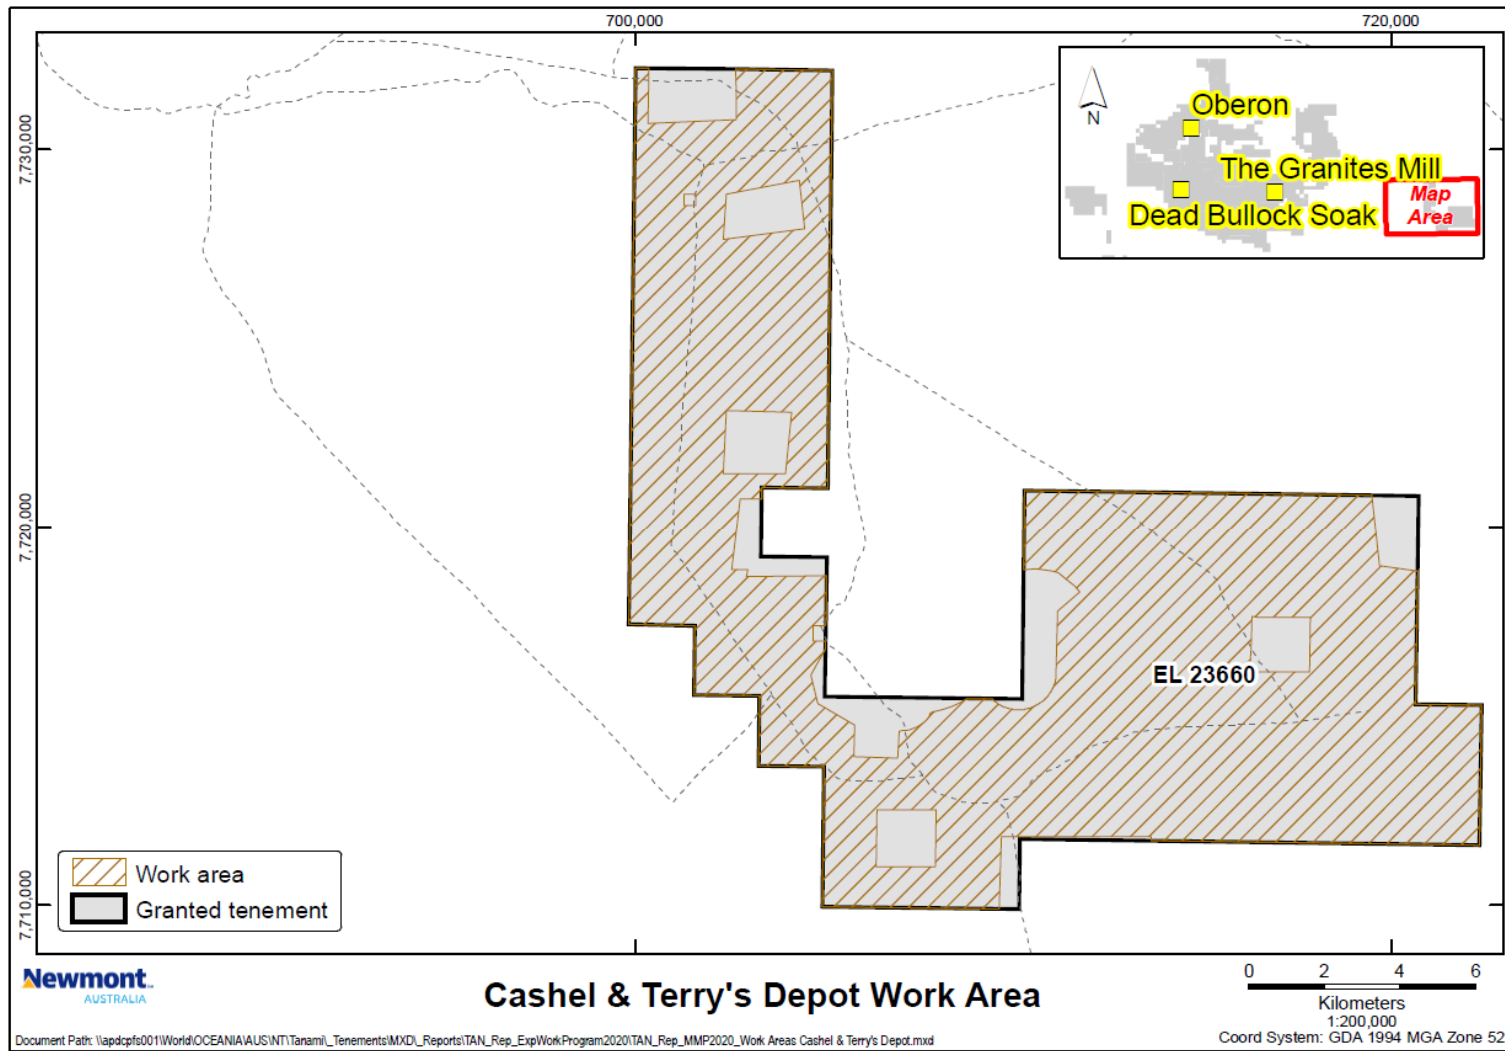 700,000
720,000
7,730,000
7,720,000
7,710,000
N
Oberon
The Granites Mill
Dead Bullock Soak
Map
Area
EL 23660
Work area
Granted tenement
Newmont
AUSTRALIA
Cashel & Terry's Depot Work Area
0 2 4 6
Kilometers
1:200,000
Coord System: GDA 1994 MGA Zone 52
Document Path: \\apdcpfs001\World\OCEANIA\AUS\NT\Tanami\_Tenements\MXD\_Reports\TAN_Rep_ExpWorkProgram2020\TAN_Rep_MMP2020_Work Areas Cashel & Terry's Depot.mxd